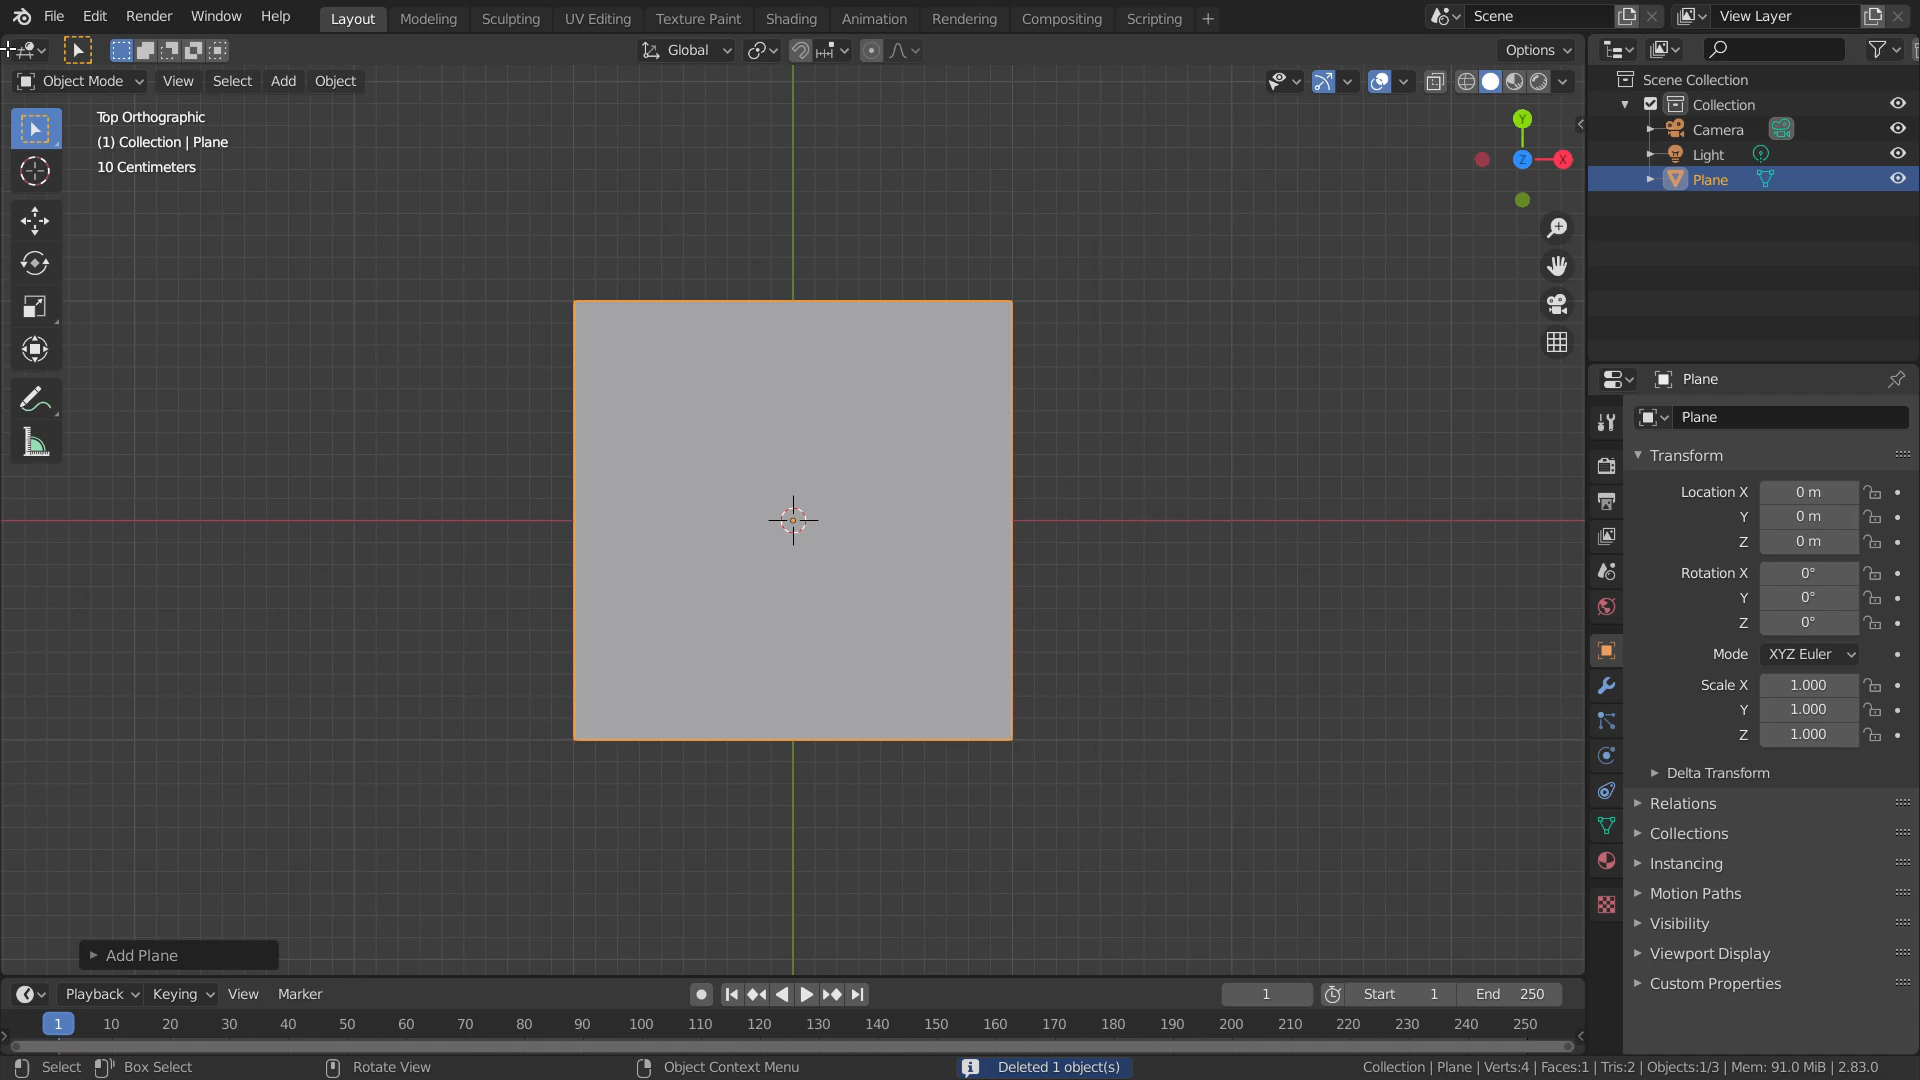 File Edit Render Window Help Layout Modeling Sculpting UV Editing Texture Paint Shading Animation Rendering Compositing Scripting + Scene View Layer
Global Options
Object Mode View Select Add Object
Top Orthographic
(1) Collection | Plane
10 Centimeters
Y
Z X
Scene Collection
Collection
Camera
Light
Plane
Plane
Plane
Transform
Location X 0 m
Y 0 m
Z 0 m
Rotation X 0°
Y 0°
Z 0°
Mode XYZ Euler
Scale X 1.000
Y 1.000
Z 1.000
Delta Transform
Relations
Collections
Instancing
Motion Paths
Visibility
Viewport Display
Custom Properties
Add Plane
Playback Keying View Marker 1 Start 1 End 250
1 10 20 30 40 50 60 70 80 90 100 110 120 130 140 150 160 170 180 190 200 210 220 230 240 250
Select Box Select Rotate View Object Context Menu Deleted 1 object(s) Collection | Plane | Verts:4 | Faces:1 | Tris:2 | Objects:1/3 | Mem: 91.0 MiB | 2.83.0